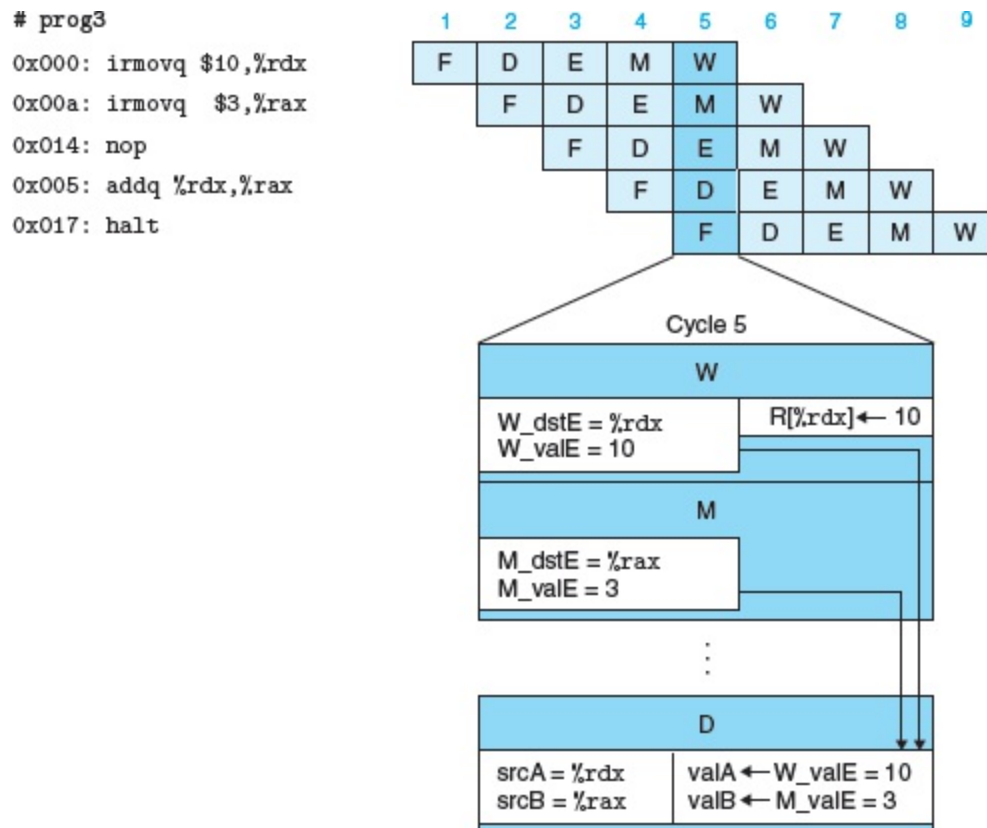 # prog3
1 2 3 4 5 6 7 8 9
0x000: irmovq $10,%rdx F D E M W
0x00a: irmovq $3,%rax F D E M W
0x014: nop F D E M W
0x005: addq %rdx,%rax F D E M W
0x017: halt F D E M W
Cycle 5
W
W_dstE = %rdx
W_valE = 10
R[%rdx]← 10
M
M_dstE = %rax
M_valE = 3
⋮
D
srcA = %rdx
srcB = %rax
valA ← W_valE = 10
valB ← M_valE = 3